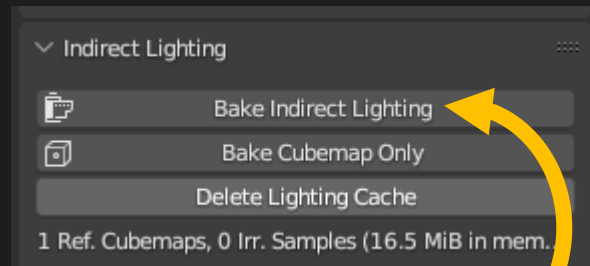 Indirect Lighting
Bake Indirect Lighting
Bake Cubemap Only
Delete Lighting Cache
1 Ref. Cubemaps, 0 Irr. Samples (16.5 MiB in mem..